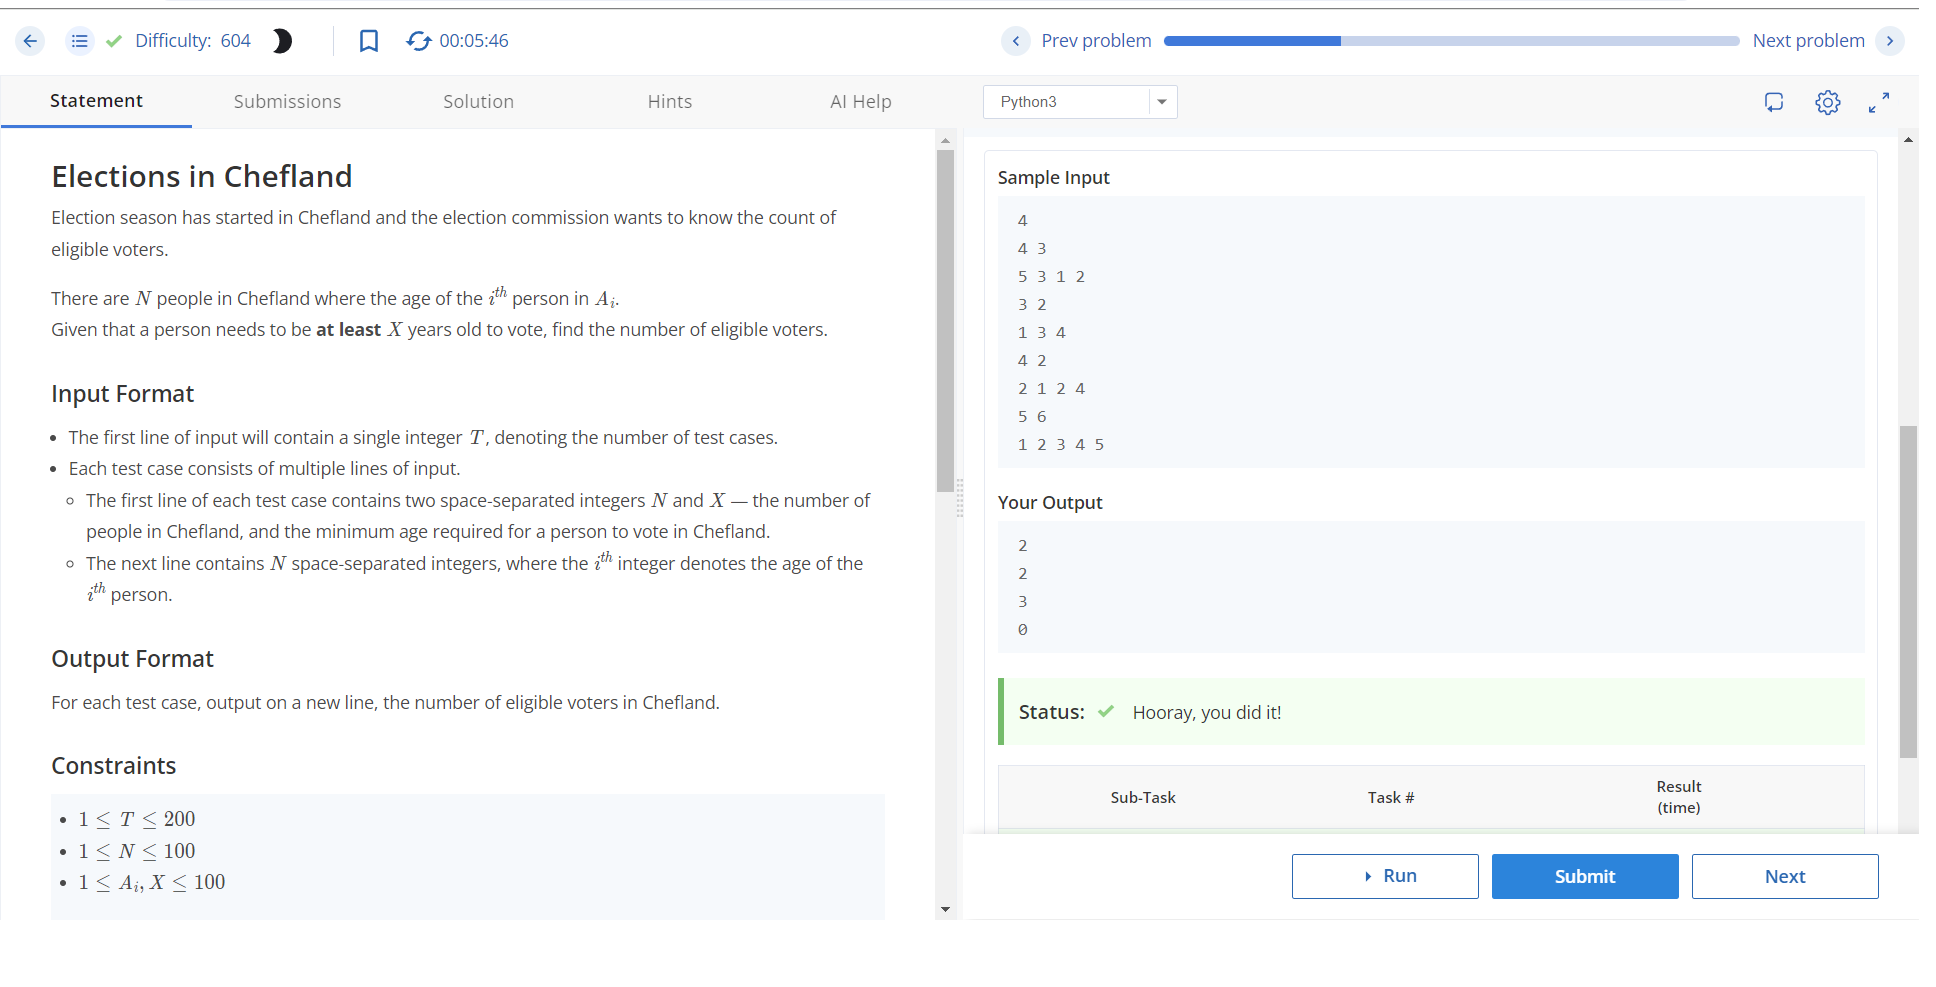 Difficulty: 604
00:05:46
Prev problem
Next problem
Statement
Submissions
Solution
Hints
AI Help
Python3
Elections in Chefland
Election season has started in Chefland and the election commission wants to know the count of
eligible voters.
There are N people in Chefland where the age of the i^th person in A_i.
Given that a person needs to be at least X years old to vote, find the number of eligible voters.
Input Format
• The first line of input will contain a single integer T, denoting the number of test cases.
• Each test case consists of multiple lines of input.
◦ The first line of each test case contains two space-separated integers N and X — the number of
people in Chefland, and the minimum age required for a person to vote in Chefland.
◦ The next line contains N space-separated integers, where the i^th integer denotes the age of the
i^th person.
Output Format
For each test case, output on a new line, the number of eligible voters in Chefland.
Constraints
• 1 ≤ T ≤ 200
• 1 ≤ N ≤ 100
• 1 ≤ A_i, X ≤ 100
Sample Input
4
4 3
5 3 1 2
3 2
1 3 4
4 2
2 1 2 4
5 6
1 2 3 4 5
Your Output
2
2
3
0
Status: Hooray, you did it!
Sub-Task
Task #
Result
(time)
Run
Submit
Next